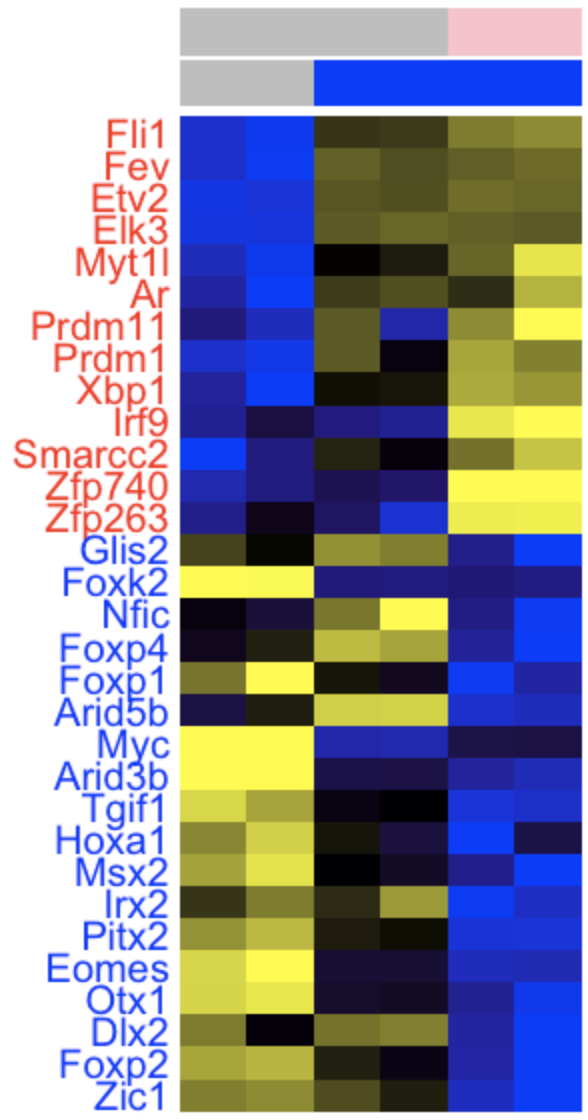 Fli1
Fev
Etv2
Elk3
Myt1l
Ar
Prdm11
Prdm1
Xbp1
Irf9
Smarcc2
Zfp740
Zfp263
Glis2
Foxk2
Nfic
Foxp4
Foxp1
Arid5b
Myc
Arid3b
Tgif1
Hoxa1
Msx2
Irx2
Pitx2
Eomes
Otx1
Dlx2
Foxp2
Zic1